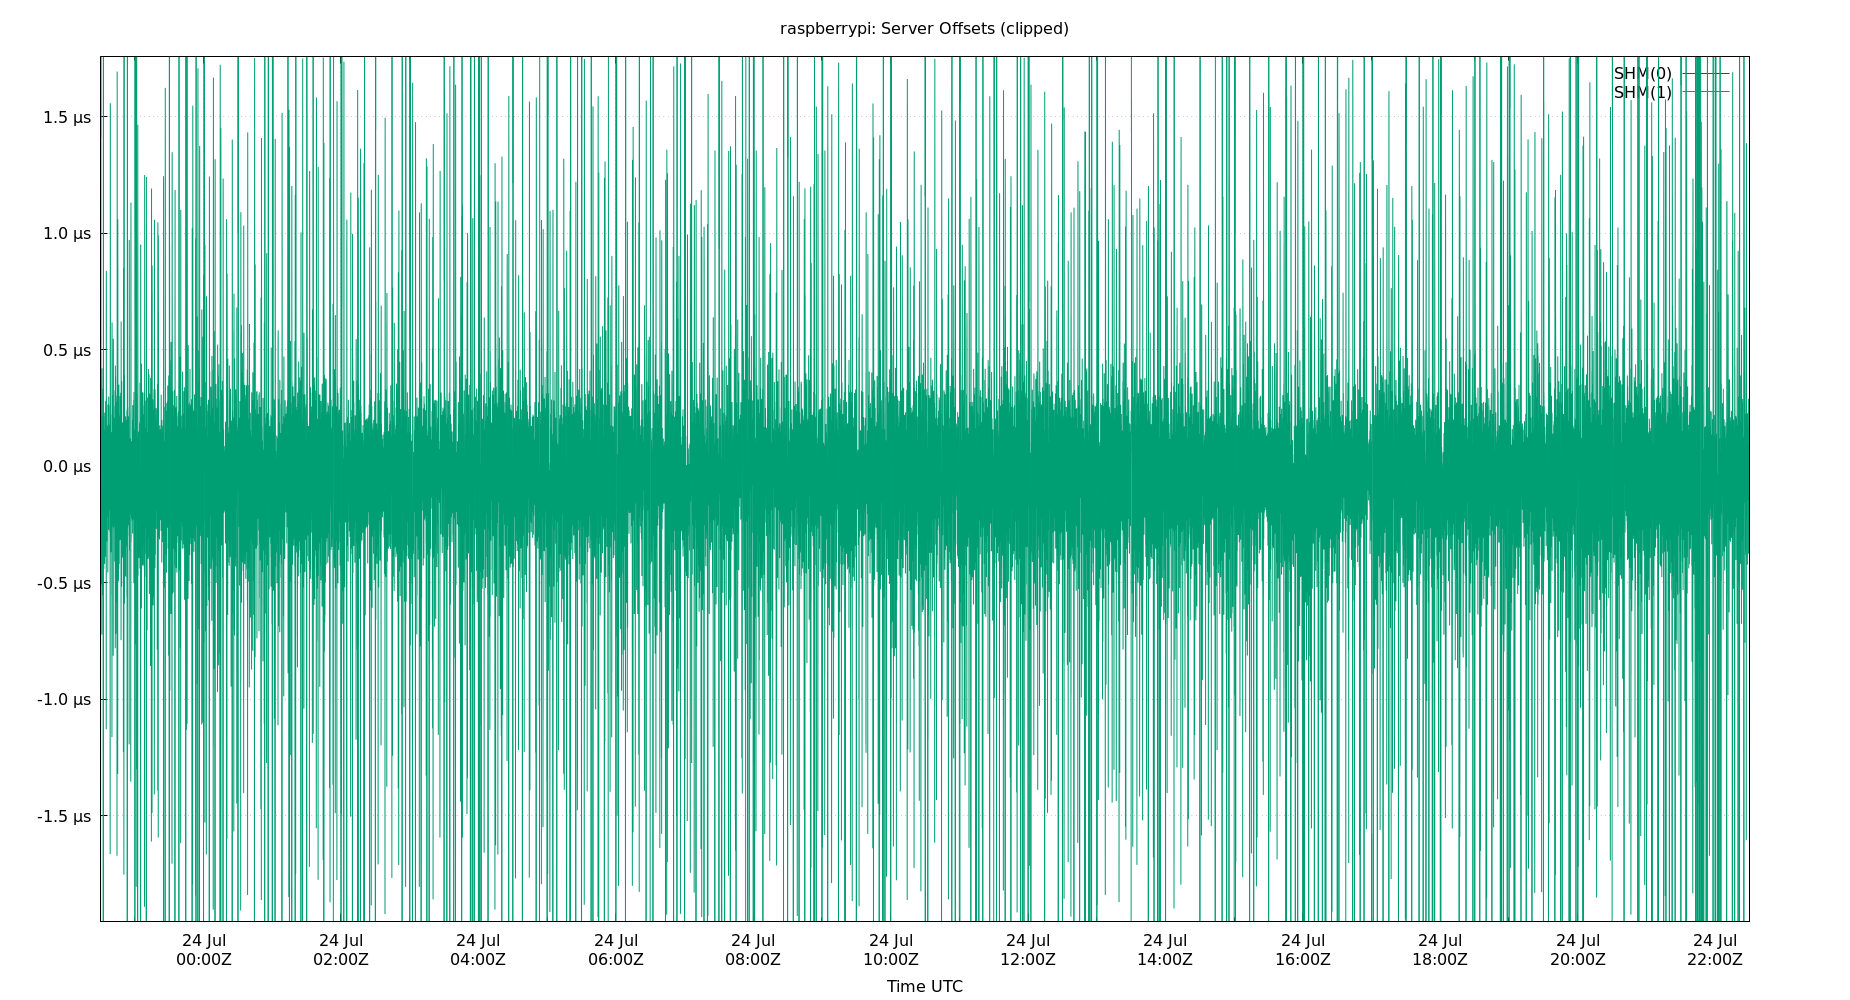 raspberrypi: Server Offsets (clipped)
SHM(0)
SHM(1)
1.5 µs
1.0 µs
0.5 µs
0.0 µs
-0.5 µs
-1.0 µs
-1.5 µs
24 Jul 24 Jul 24 Jul 24 Jul 24 Jul 24 Jul 24 Jul 24 Jul 24 Jul 24 Jul 24 Jul 24 Jul
00:00Z 02:00Z 04:00Z 06:00Z 08:00Z 10:00Z 12:00Z 14:00Z 16:00Z 18:00Z 20:00Z 22:00Z
Time UTC